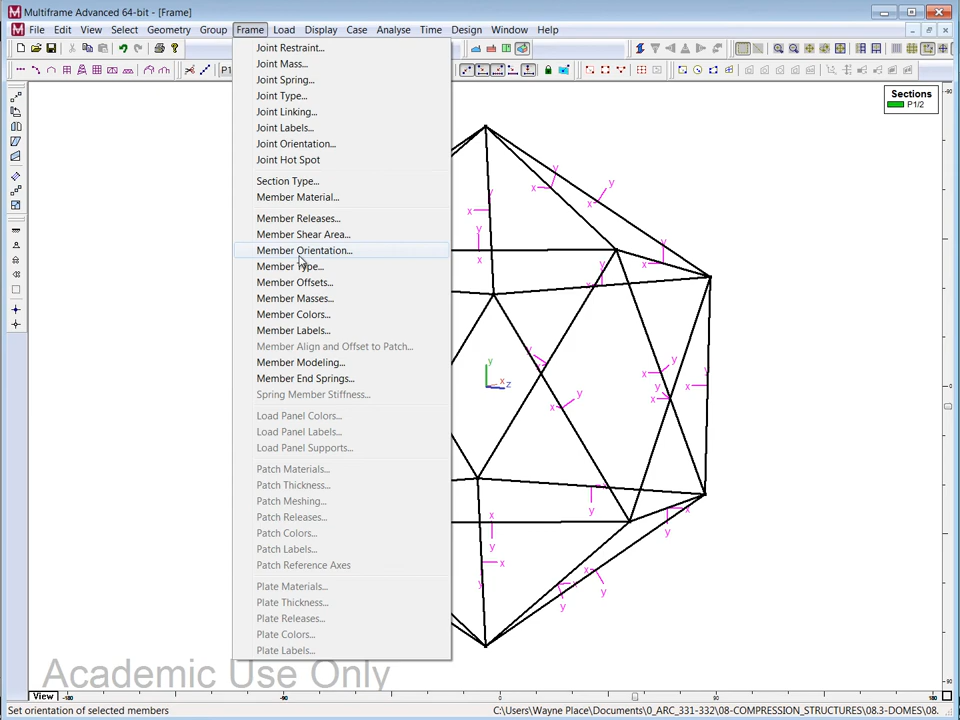 Multiframe Advanced 64-bit - [Frame]
File Edit View Select Geometry Group Frame Load Display Case Analyse Time Design Window Help
Joint Restraint...
Joint Mass...
Joint Spring...
Joint Type...
Joint Linking...
Joint Labels...
Joint Orientation...
Joint Hot Spot
Section Type...
Member Material...
Member Releases...
Member Shear Area...
Member Orientation...
Member Type...
Member Offsets...
Member Masses...
Member Colors...
Member Labels...
Member Align and Offset to Patch...
Member Modeling...
Member End Springs...
Spring Member Stiffness...
Load Panel Colors...
Load Panel Labels...
Load Panel Supports...
Patch Materials...
Patch Thickness...
Patch Meshing...
Patch Releases...
Patch Colors...
Patch Labels...
Patch Reference Axes
Plate Materials...
Plate Thickness...
Plate Releases...
Plate Colors...
Plate Labels...
Sections
P1/2
y
x
z
Academic Use Only
View
-180 -90 0 90 180
Set orientation of selected members
C:\Users\Wayne Place\Documents\0_ARC_331-332\08-COMPRESSION_STRUCTURES\08.3-DOMES\08.